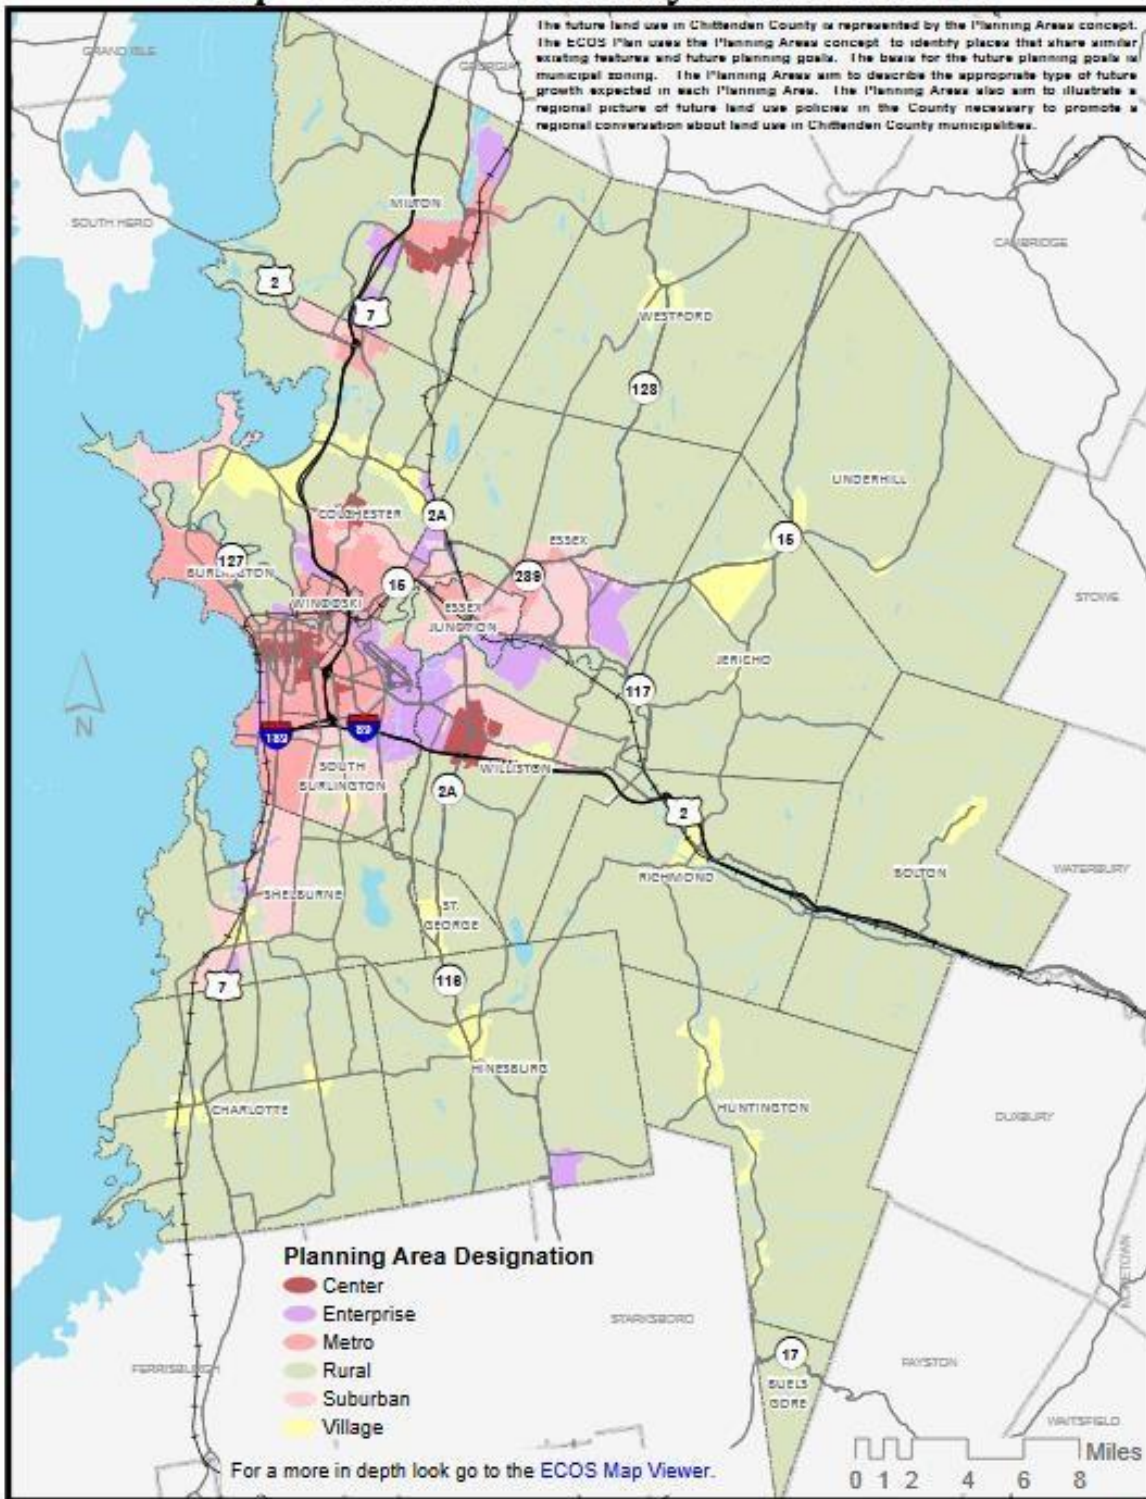 The future land use in Chittenden County is represented by the Planning Areas concept.
The ECOS Plan uses the Planning Areas concept to identify places that share similar
existing features and future planning goals. The basis for the future planning goals is
municipal zoning. The Planning Areas aim to describe the appropriate type of future
growth expected in each Planning Area. The Planning Areas also aim to illustrate a
regional picture of future land use policies in the County necessary to promote a
regional conversation about land use in Chittenden County municipalities.
GRAND ISLE
GEORGIA
MILTON
SOUTH HERO
CAMBRIDGE
2
7
WESTFORD
128
UNDERHILL
COLCHESTER
2A
15
ESSEX
127
BURLINGTON
289
15
WINOOSKI
ESSEX
JUNCTION
STOWE
JERICHO
N
117
189
89
SOUTH
BURLINGTON
WILLISTON
2A
2
RICHMOND
BOLTON
WATERBURY
SHELBURNE
ST.
GEORGE
7
116
HINESBURG
CHARLOTTE
HUNTINGTON
DUXBURY
Planning Area Designation
Center
Enterprise
Metro
Rural
Suburban
Village
STARKSBORO
MORETOWN
FERRISBURGH
17
BUELS
GORE
FAYSTON
WAITSFIELD
Miles
0 1 2 4 6 8
For a more in depth look go to the ECOS Map Viewer.